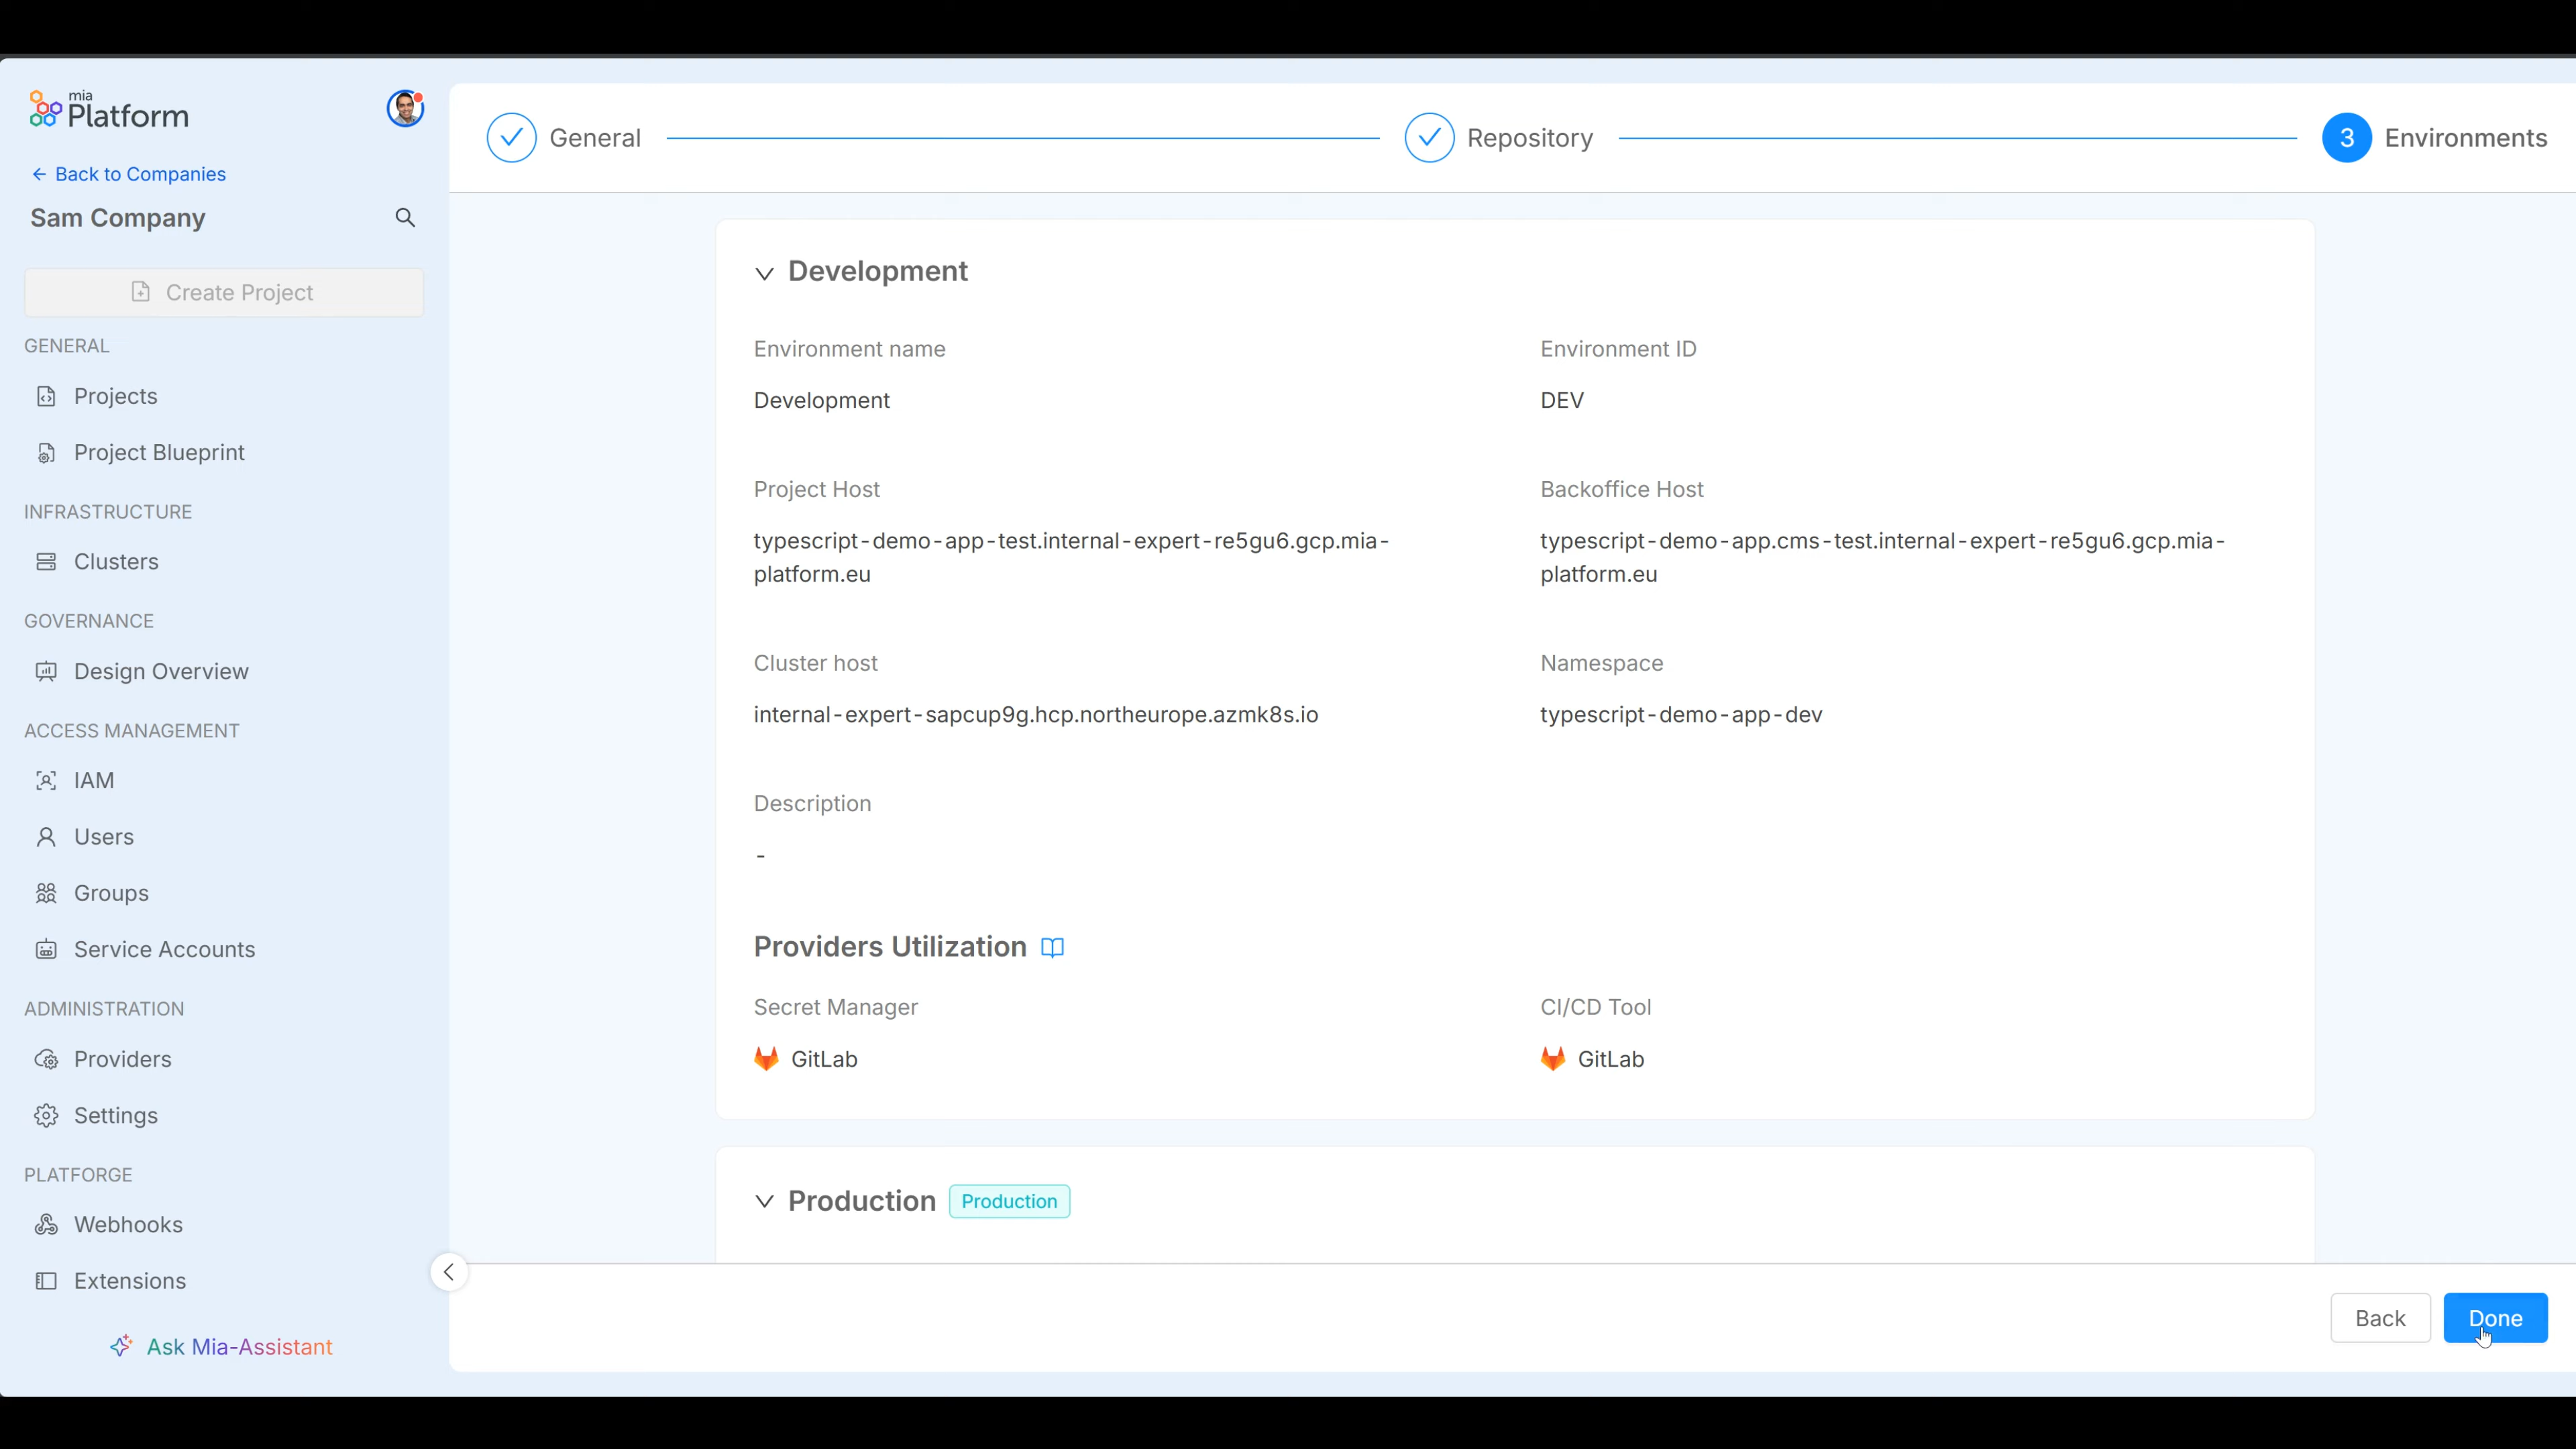 mia
Platform
Back to Companies
Sam Company
Create Project
GENERAL
Projects
Project Blueprint
INFRASTRUCTURE
Clusters
GOVERNANCE
Design Overview
ACCESS MANAGEMENT
IAM
Users
Groups
Service Accounts
ADMINISTRATION
Providers
Settings
PLATFORGE
Webhooks
Extensions
Ask Mia-Assistant
General
Repository
3 Environments
Development
Environment name
Environment ID
Development
DEV
Project Host
Backoffice Host
typescript-demo-app-test.internal-expert-re5gu6.gcp.mia-
platform.eu
typescript-demo-app.cms-test.internal-expert-re5gu6.gcp.mia-
platform.eu
Cluster host
Namespace
internal-expert-sapcup9g.hcp.northeurope.azmk8s.io
typescript-demo-app-dev
Description
-
Providers Utilization
Secret Manager
CI/CD Tool
GitLab
GitLab
Production Production
Back
Done